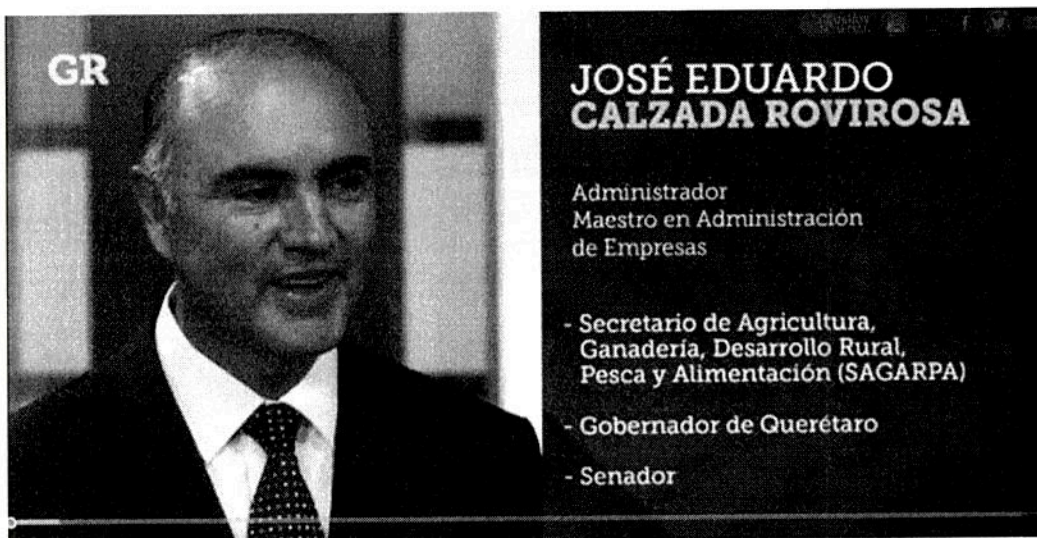 GR
JOSÉ EDUARDO
CALZADA ROVIROSA
Administrador
Maestro en Administración
de Empresas
- Secretario de Agricultura,
Ganadería, Desarrollo Rural,
Pesca y Alimentación (SAGARPA)
- Gobernador de Querétaro
- Senador